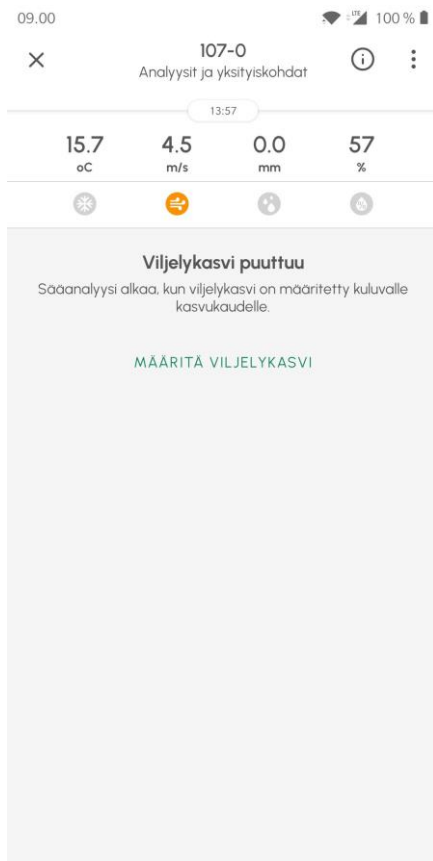 09.00 LTE 100 %
107-0
Analyysit ja yksityiskohdat
13:57
15.7 4.5 0.0 57
oC m/s mm %
Viljelykasvi puuttuu
Sääanalyysi alkaa, kun viljelykasvi on määritetty kuluvalle
kasvukaudelle.
MÄÄRITÄ VILJELYKASVI